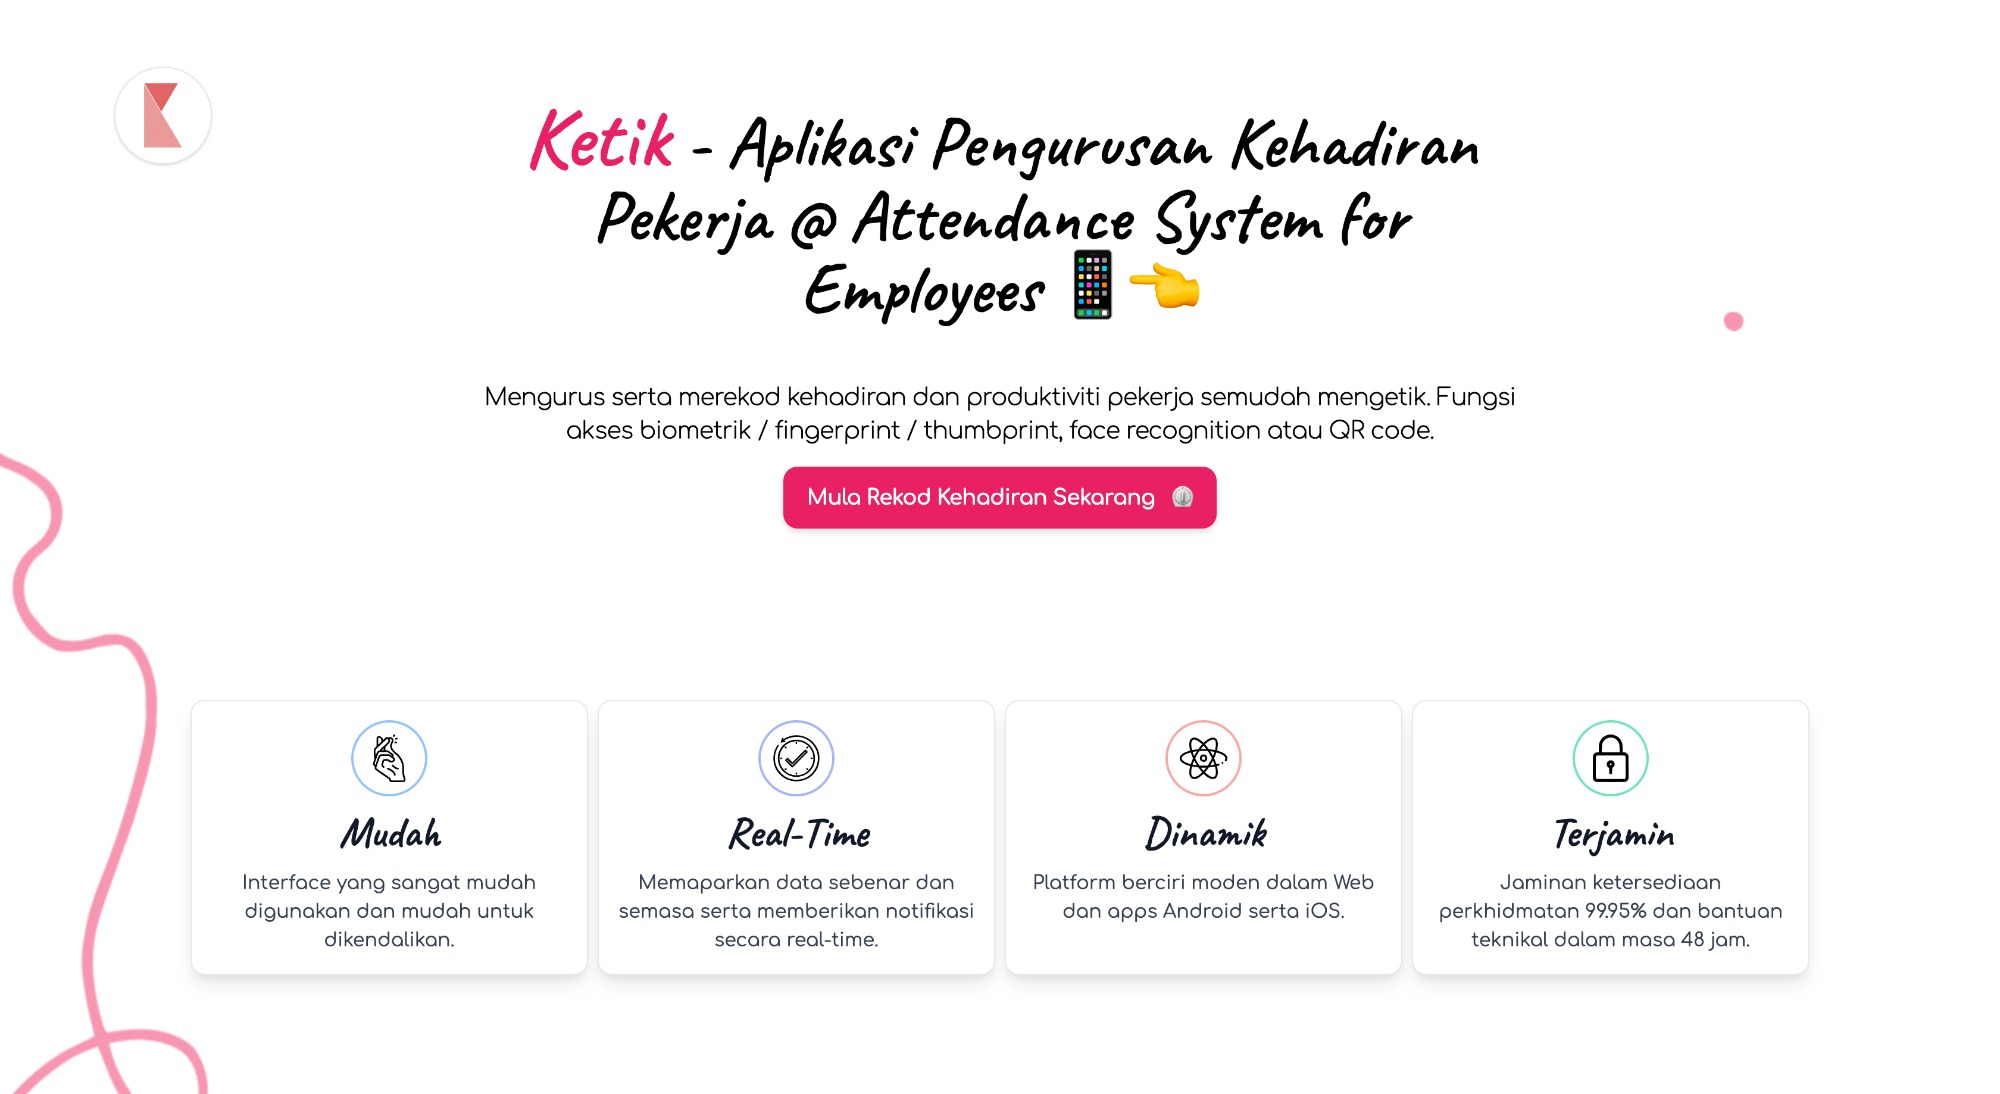 Ketik - Aplikasi Pengurusan Kehadiran
Pekerja @ Attendance System for
Employees
Mengurus serta merekod kehadiran dan produktiviti pekerja semudah mengetik. Fungsi
akses biometrik / fingerprint / thumbprint, face recognition atau QR code.
Mula Rekod Kehadiran Sekarang
Mudah
Interface yang sangat mudah
digunakan dan mudah untuk
dikendalikan.
Real-Time
Memaparkan data sebenar dan
semasa serta memberikan notifikasi
secara real-time.
Dinamik
Platform berciri moden dalam Web
dan apps Android serta iOS.
Terjamin
Jaminan ketersediaan
perkhidmatan 99.95% dan bantuan
teknikal dalam masa 48 jam.